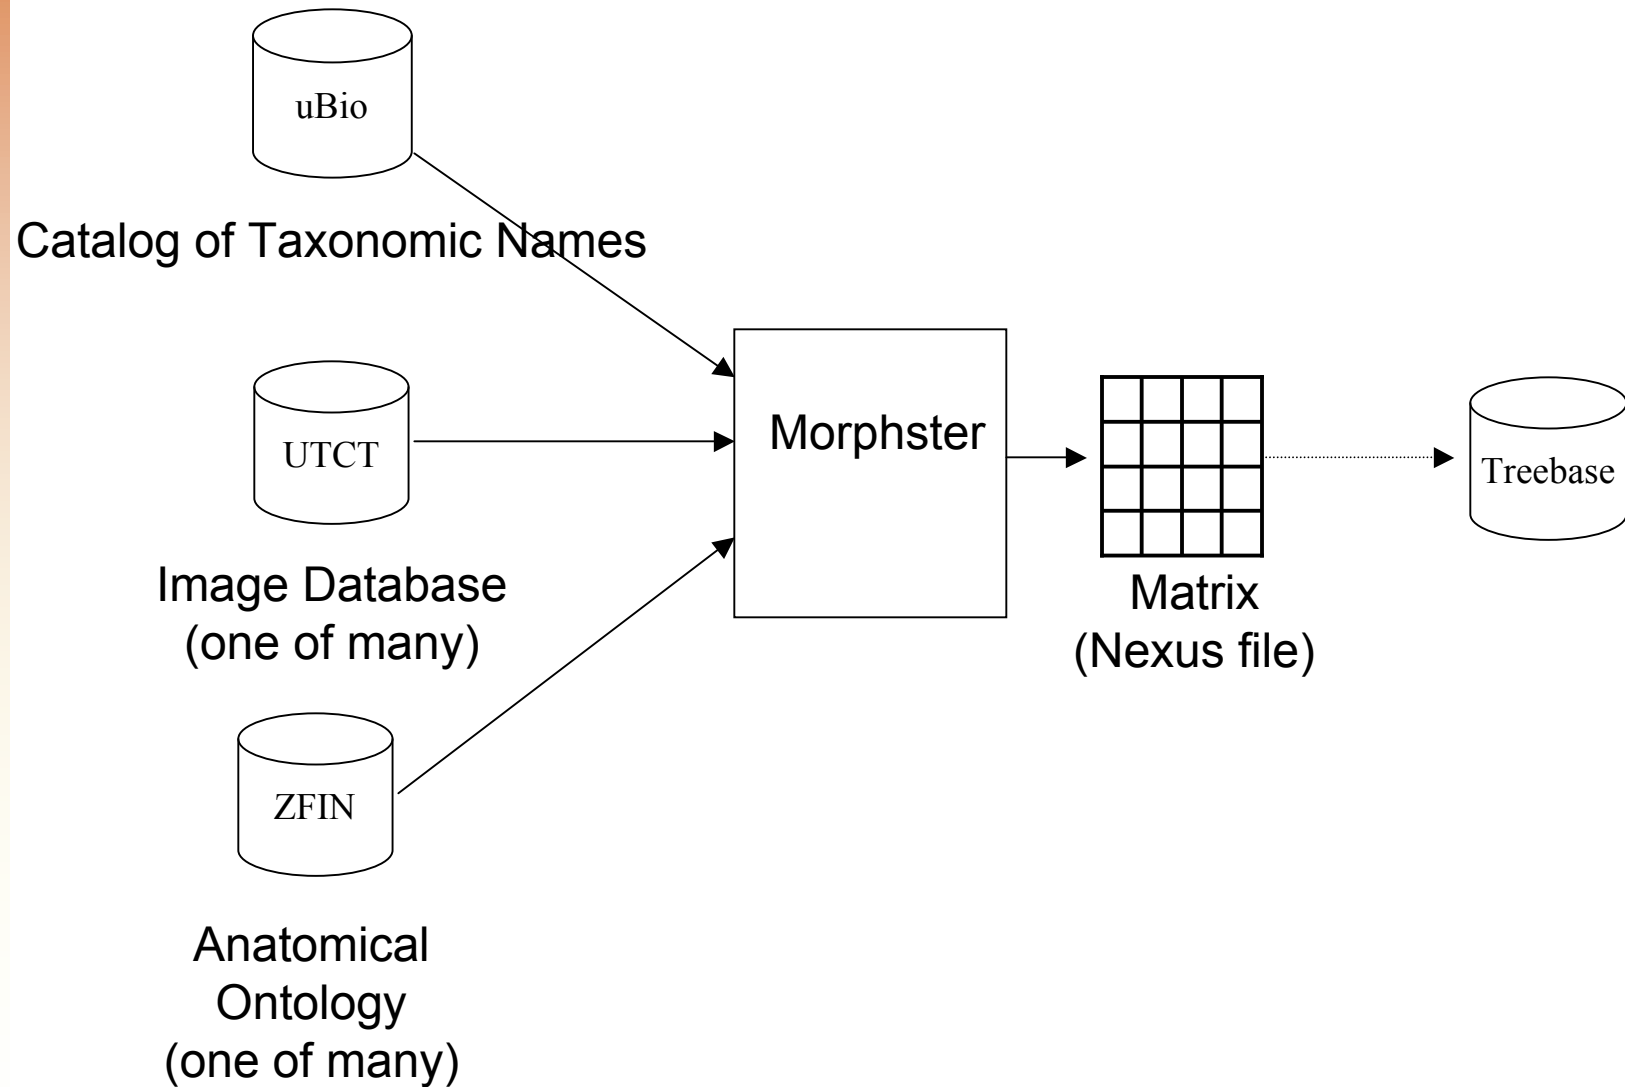 uBio
Catalog of Taxonomic Names
UTCT
Image Database
(one of many)
ZFIN
Anatomical
Ontology
(one of many)
Morphster
Matrix
(Nexus file)
Treebase